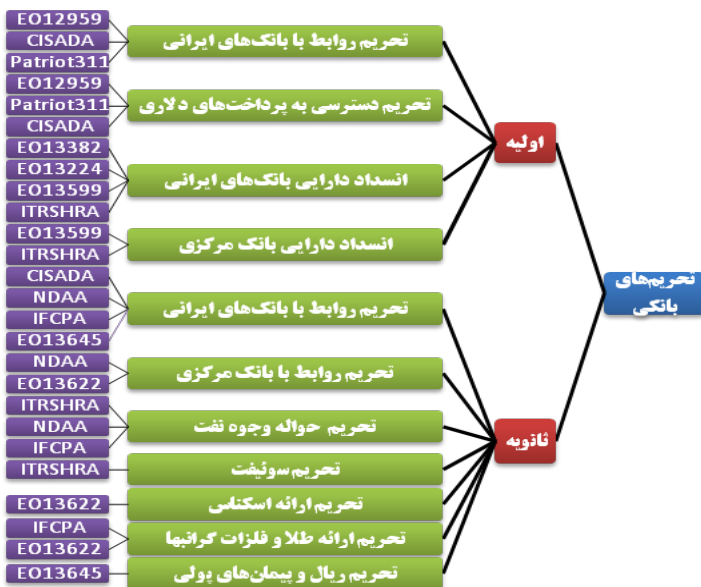 تحریم‌های
بانکی
اولیه
تحریم روابط با بانک‌های ایرانی
EO12959
CISADA
Patriot311
تحریم دسترسی به پرداخت‌های دلاری
EO12959
Patriot311
CISADA
انسداد دارایی بانک‌های ایرانی
EO13382
EO13224
EO13599
ITRSHRA
انسداد دارایی بانک مرکزی
EO13599
ITRSHRA
ثانویه
تحریم روابط با بانک‌های ایرانی
CISADA
NDAA
IFCPA
EO13645
تحریم روابط با بانک مرکزی
NDAA
EO13622
تحریم حواله وجوه نفت
ITRSHRA
NDAA
IFCPA
تحریم سوئیفت
ITRSHRA
تحریم ارائه اسکناس
EO13622
تحریم ارائه طلا و فلزات گرانبها
IFCPA
EO13622
تحریم ریال و پیمان‌های پولی
EO13645